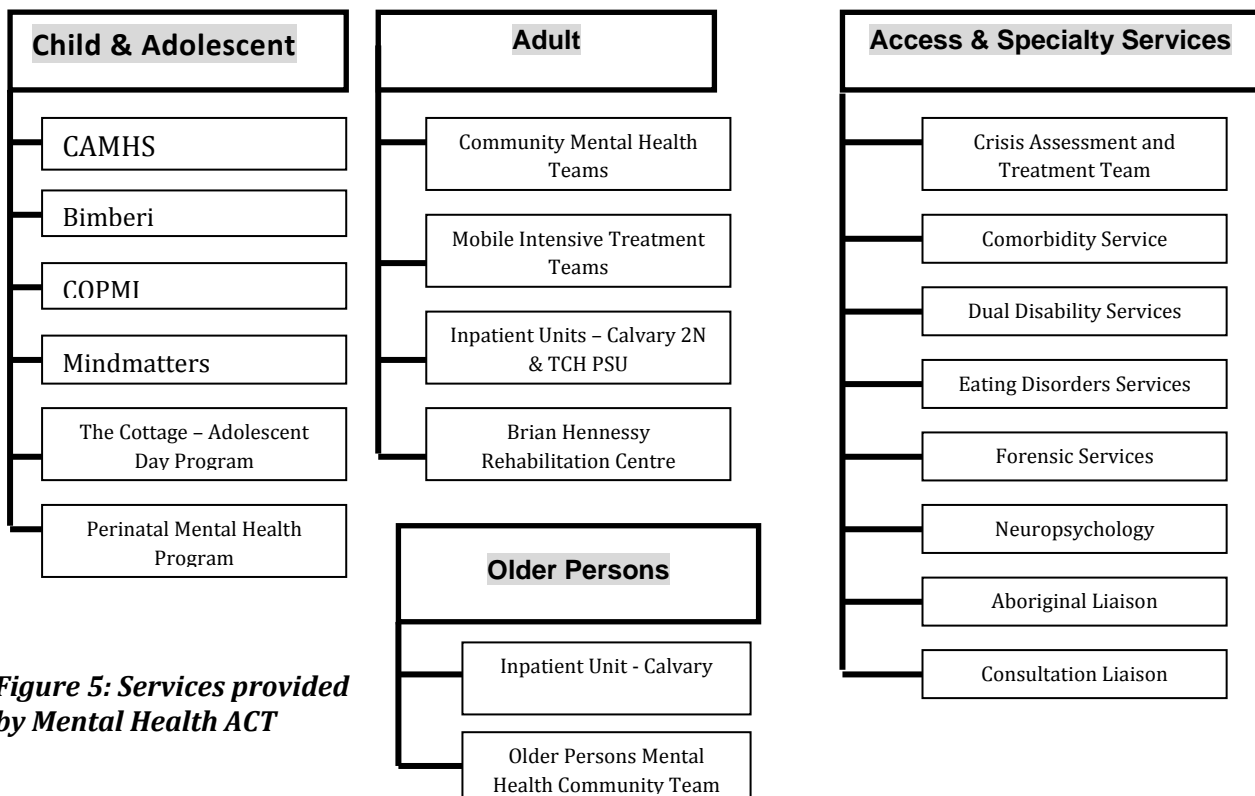 Child & Adolescent
CAMHS
Bimberi
COPMI
Mindmatters
The Cottage – Adolescent
Day Program
Perinatal Mental Health
Program
Adult
Community Mental Health
Teams
Mobile Intensive Treatment
Teams
Inpatient Units – Calvary 2N
& TCH PSU
Brian Hennessy
Rehabilitation Centre
Older Persons
Inpatient Unit - Calvary
Older Persons Mental
Health Community Team
Access & Specialty Services
Crisis Assessment and
Treatment Team
Comorbidity Service
Dual Disability Services
Eating Disorders Services
Forensic Services
Neuropsychology
Aboriginal Liaison
Consultation Liaison
Figure 5: Services provided
by Mental Health ACT